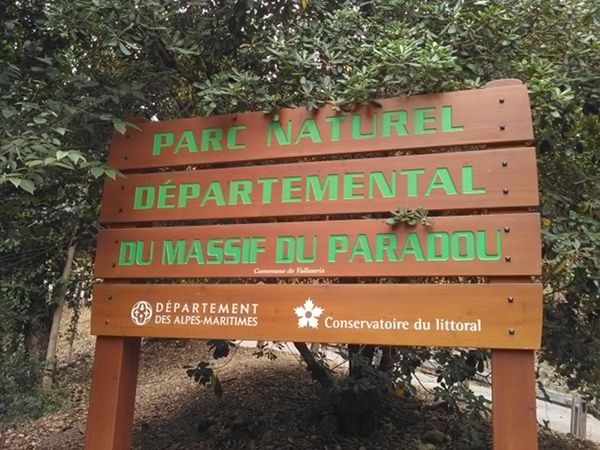 PARC NATUREL
DÉPARTEMENTAL
DU MASSIF DU PARADOU
Commune de Vallauris
DÉPARTEMENT
DES ALPES-MARITIMES
Conservatoire du littoral